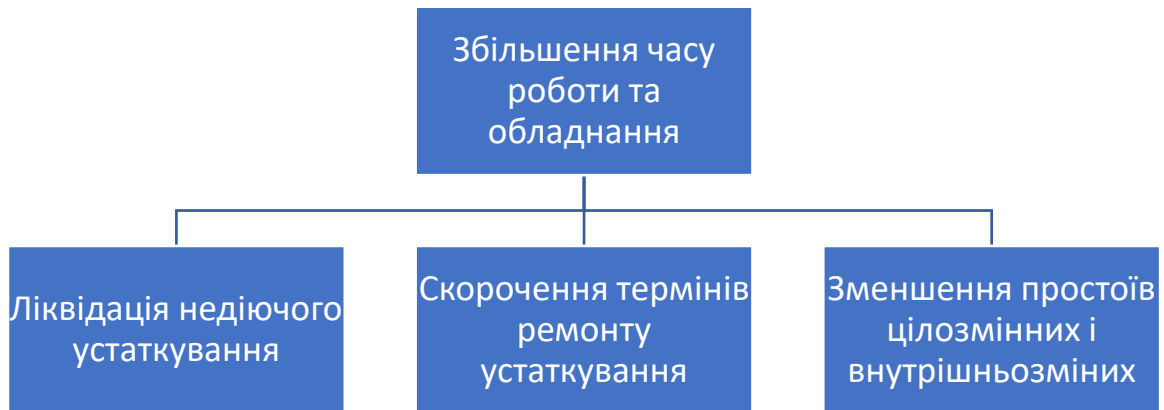 Збільшення часу
роботи та
обладнання
Ліквідація недіючого
устаткування
Скорочення термінів
ремонту
устаткування
Зменшення простоїв
цілозмінних і
внутрішньозміних